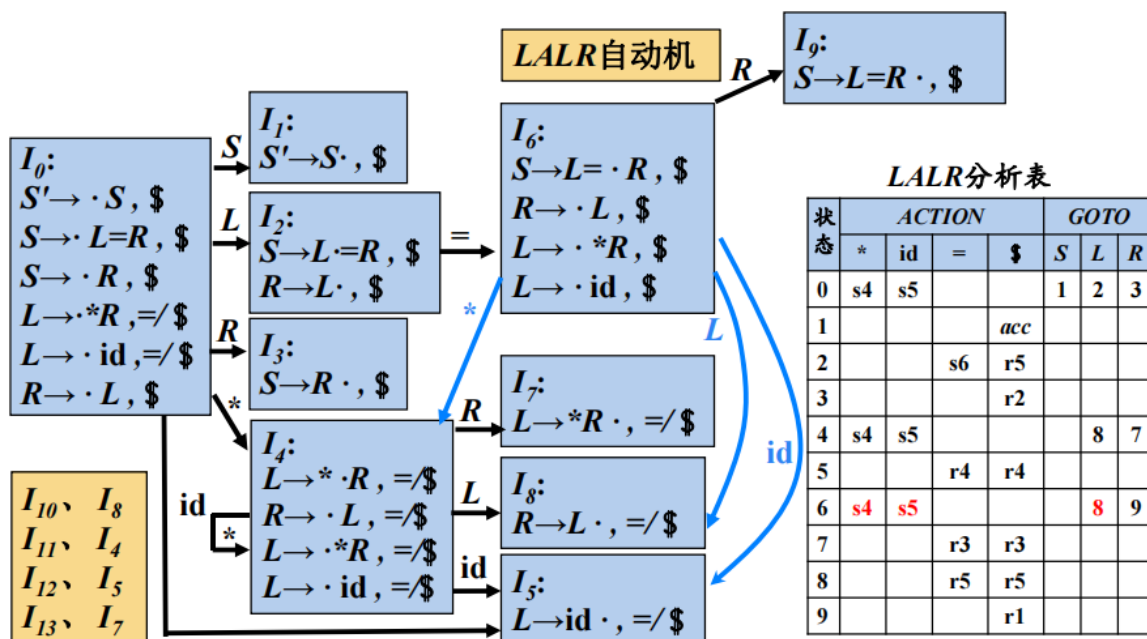 LALR自动机
I₀:
S'→ · S , $
S→ · L=R , $
S→ · R , $
L→ · *R ,=/$
L→ · id ,=/$
R→ · L , $
S
I₁:
S'→S· , $
L
I₂:
S→L·=R , $
R→L· , $
=
R
I₃:
S→R · , $
*
I₄:
L→* ·R , =/$
R→ · L , =/$
L→ ·*R , =/$
L→ · id , =/$
id
*
I₆:
S→L= · R , $
R→ · L , $
L→ · *R , $
L→ · id , $
*
L
id
R
I₉:
S→L=R · , $
R
I₇:
L→*R · , =/$
L
I₈:
R→L · , =/$
id
I₅:
L→id · , =/$
I₁₀、 I₈
I₁₁、 I₄
I₁₂、 I₅
I₁₃、 I₇
LALR分析表
状态 ACTION GOTO
* id = $ S L R
0 s4 s5 1 2 3
1 acc
2 s6 r5
3 r2
4 s4 s5 8 7
5 r4 r4
6 s4 s5 8 9
7 r3 r3
8 r5 r5
9 r1